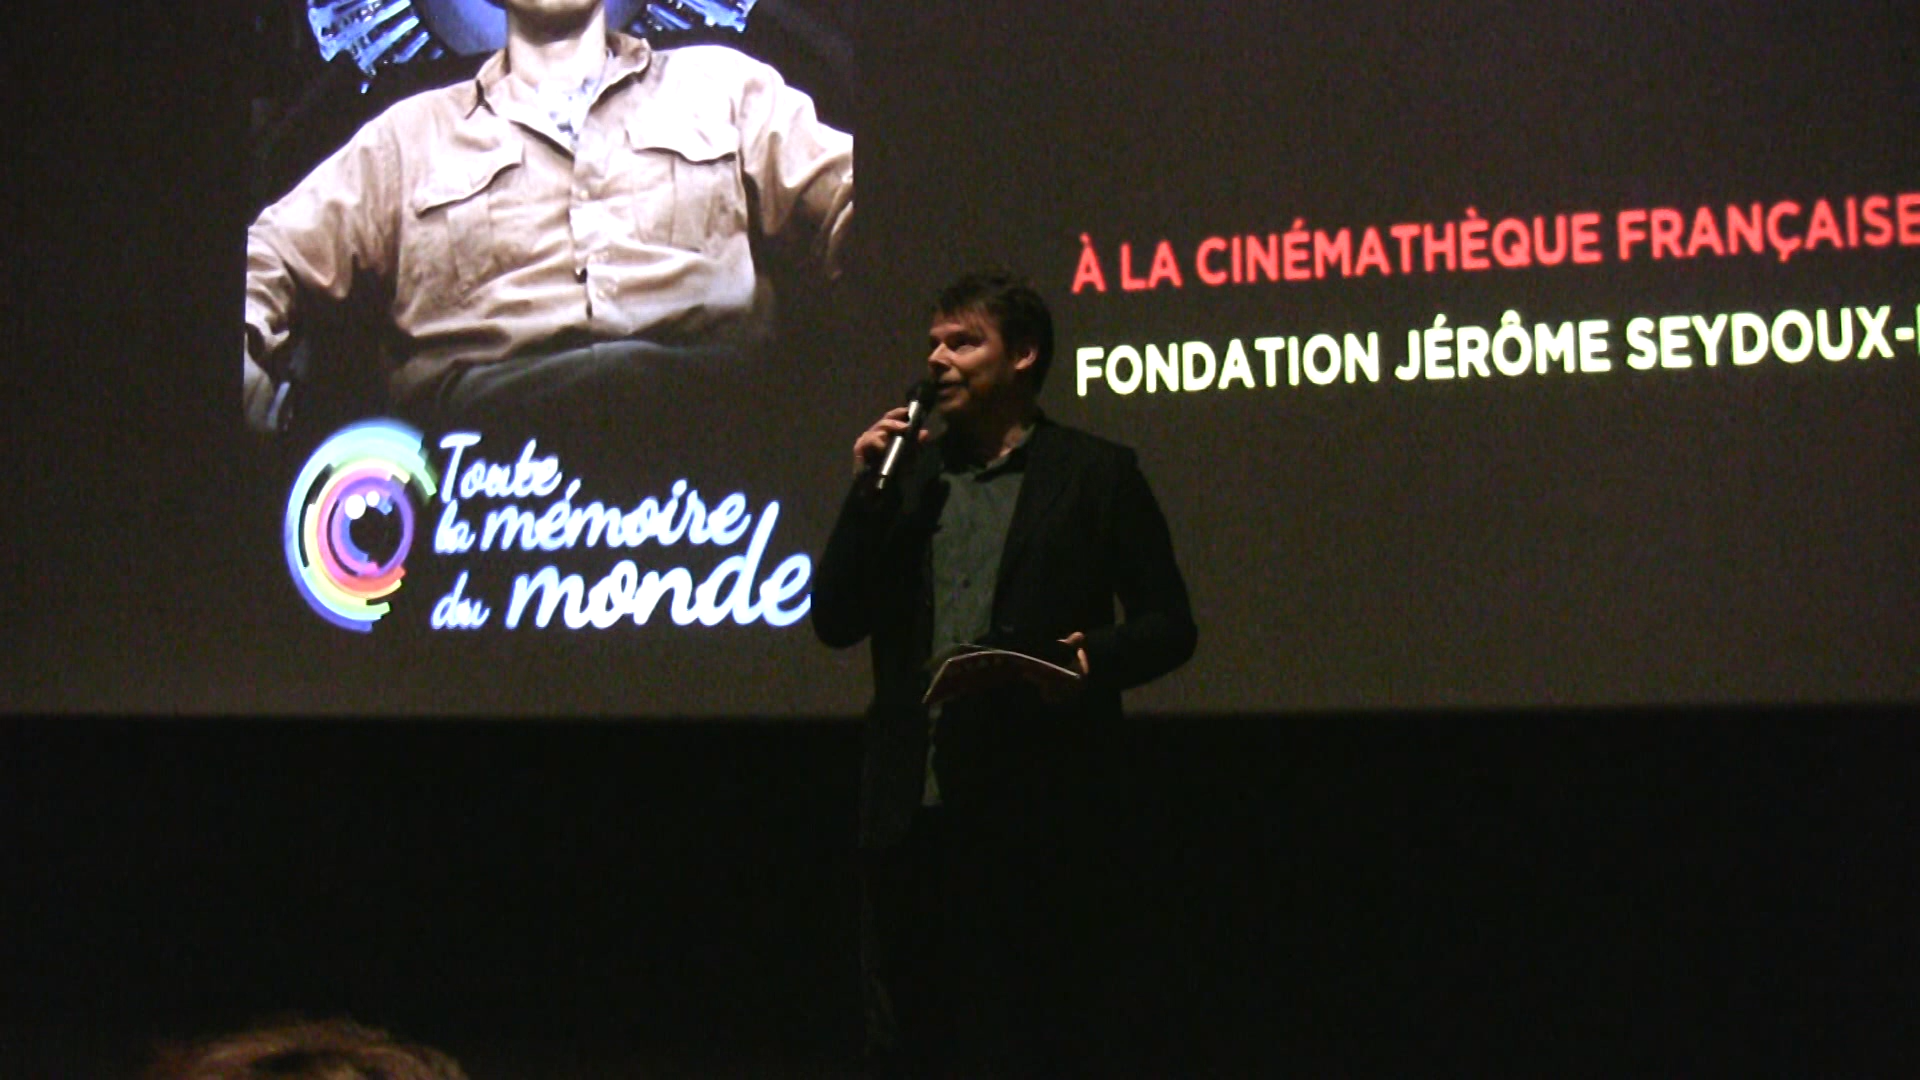 Toute
la mémoire
du monde
À LA CINÉMATHÈQUE FRANÇAISE
FONDATION JÉRÔME SEYDOUX-